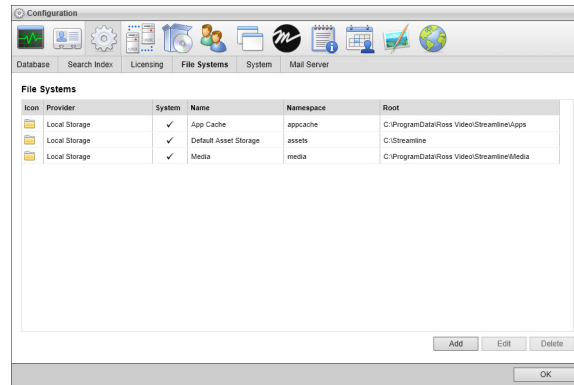 Configuration
Database Search Index Licensing File Systems System Mail Server
File Systems
Icon Provider System Name Namespace Root
Local Storage ✓ App Cache appcache C:\ProgramData\Ross Video\Streamline\Apps
Local Storage ✓ Default Asset Storage assets C:\Streamline
Local Storage ✓ Media media C:\ProgramData\Ross Video\Streamline\Media
Add Edit Delete
OK